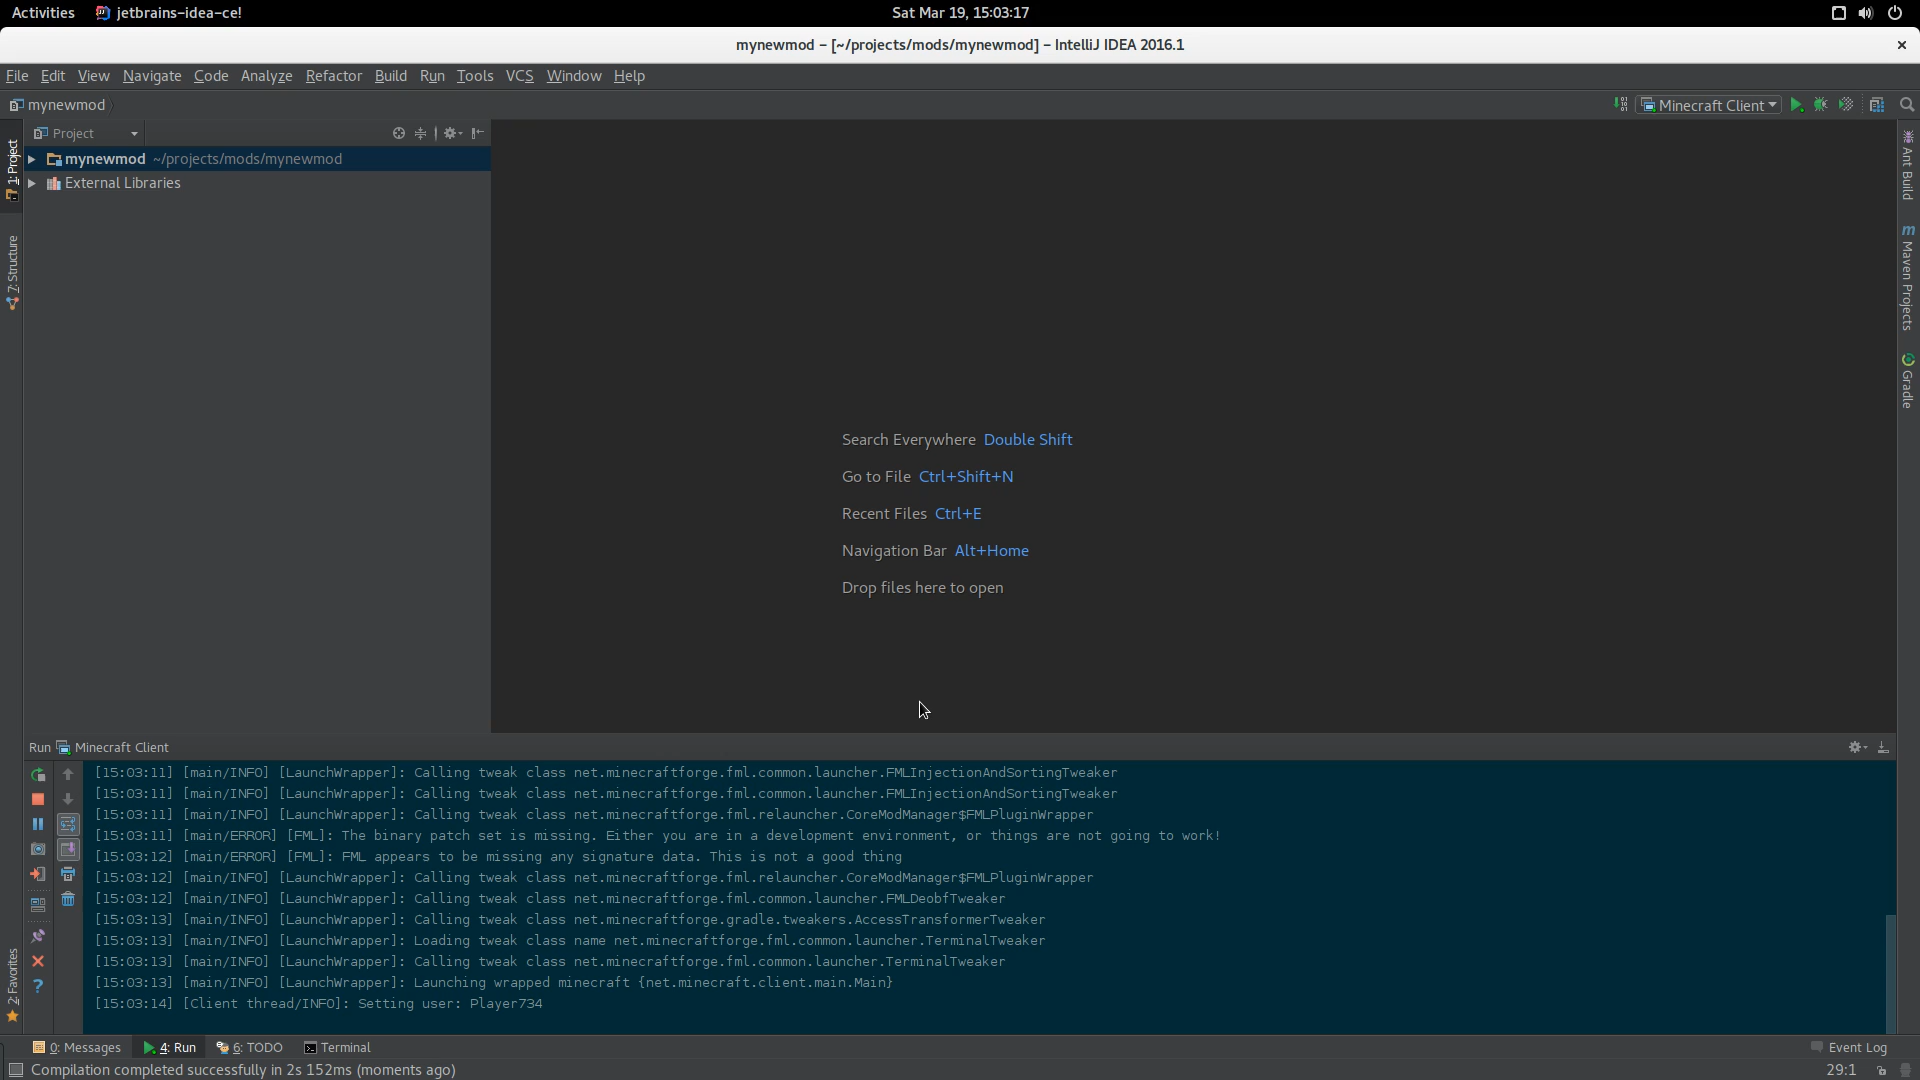 Activities jetbrains-idea-ce! Sat Mar 19, 15:03:17
mynewmod – [~/projects/mods/mynewmod] – IntelliJ IDEA 2016.1
File Edit View Navigate Code Analyze Refactor Build Run Tools VCS Window Help
mynewmod Minecraft Client
Project
mynewmod ~/projects/mods/mynewmod
External Libraries
1: Project
7: Structure
2: Favorites
Ant Build
m Maven Projects
Gradle
Search Everywhere Double Shift
Go to File Ctrl+Shift+N
Recent Files Ctrl+E
Navigation Bar Alt+Home
Drop files here to open
Run Minecraft Client
[15:03:11] [main/INFO] [LaunchWrapper]: Calling tweak class net.minecraftforge.fml.common.launcher.FMLInjectionAndSortingTweaker
[15:03:11] [main/INFO] [LaunchWrapper]: Calling tweak class net.minecraftforge.fml.common.launcher.FMLInjectionAndSortingTweaker
[15:03:11] [main/INFO] [LaunchWrapper]: Calling tweak class net.minecraftforge.fml.relauncher.CoreModManager$FMLPluginWrapper
[15:03:11] [main/ERROR] [FML]: The binary patch set is missing. Either you are in a development environment, or things are not going to work!
[15:03:12] [main/ERROR] [FML]: FML appears to be missing any signature data. This is not a good thing
[15:03:12] [main/INFO] [LaunchWrapper]: Calling tweak class net.minecraftforge.fml.relauncher.CoreModManager$FMLPluginWrapper
[15:03:12] [main/INFO] [LaunchWrapper]: Calling tweak class net.minecraftforge.fml.common.launcher.FMLDeobfTweaker
[15:03:13] [main/INFO] [LaunchWrapper]: Calling tweak class net.minecraftforge.gradle.tweakers.AccessTransformerTweaker
[15:03:13] [main/INFO] [LaunchWrapper]: Loading tweak class name net.minecraftforge.fml.common.launcher.TerminalTweaker
[15:03:13] [main/INFO] [LaunchWrapper]: Calling tweak class net.minecraftforge.fml.common.launcher.TerminalTweaker
[15:03:13] [main/INFO] [LaunchWrapper]: Launching wrapped minecraft {net.minecraft.client.main.Main}
[15:03:14] [Client thread/INFO]: Setting user: Player734
0: Messages 4: Run 6: TODO Terminal Event Log
Compilation completed successfully in 2s 152ms (moments ago) 29:1